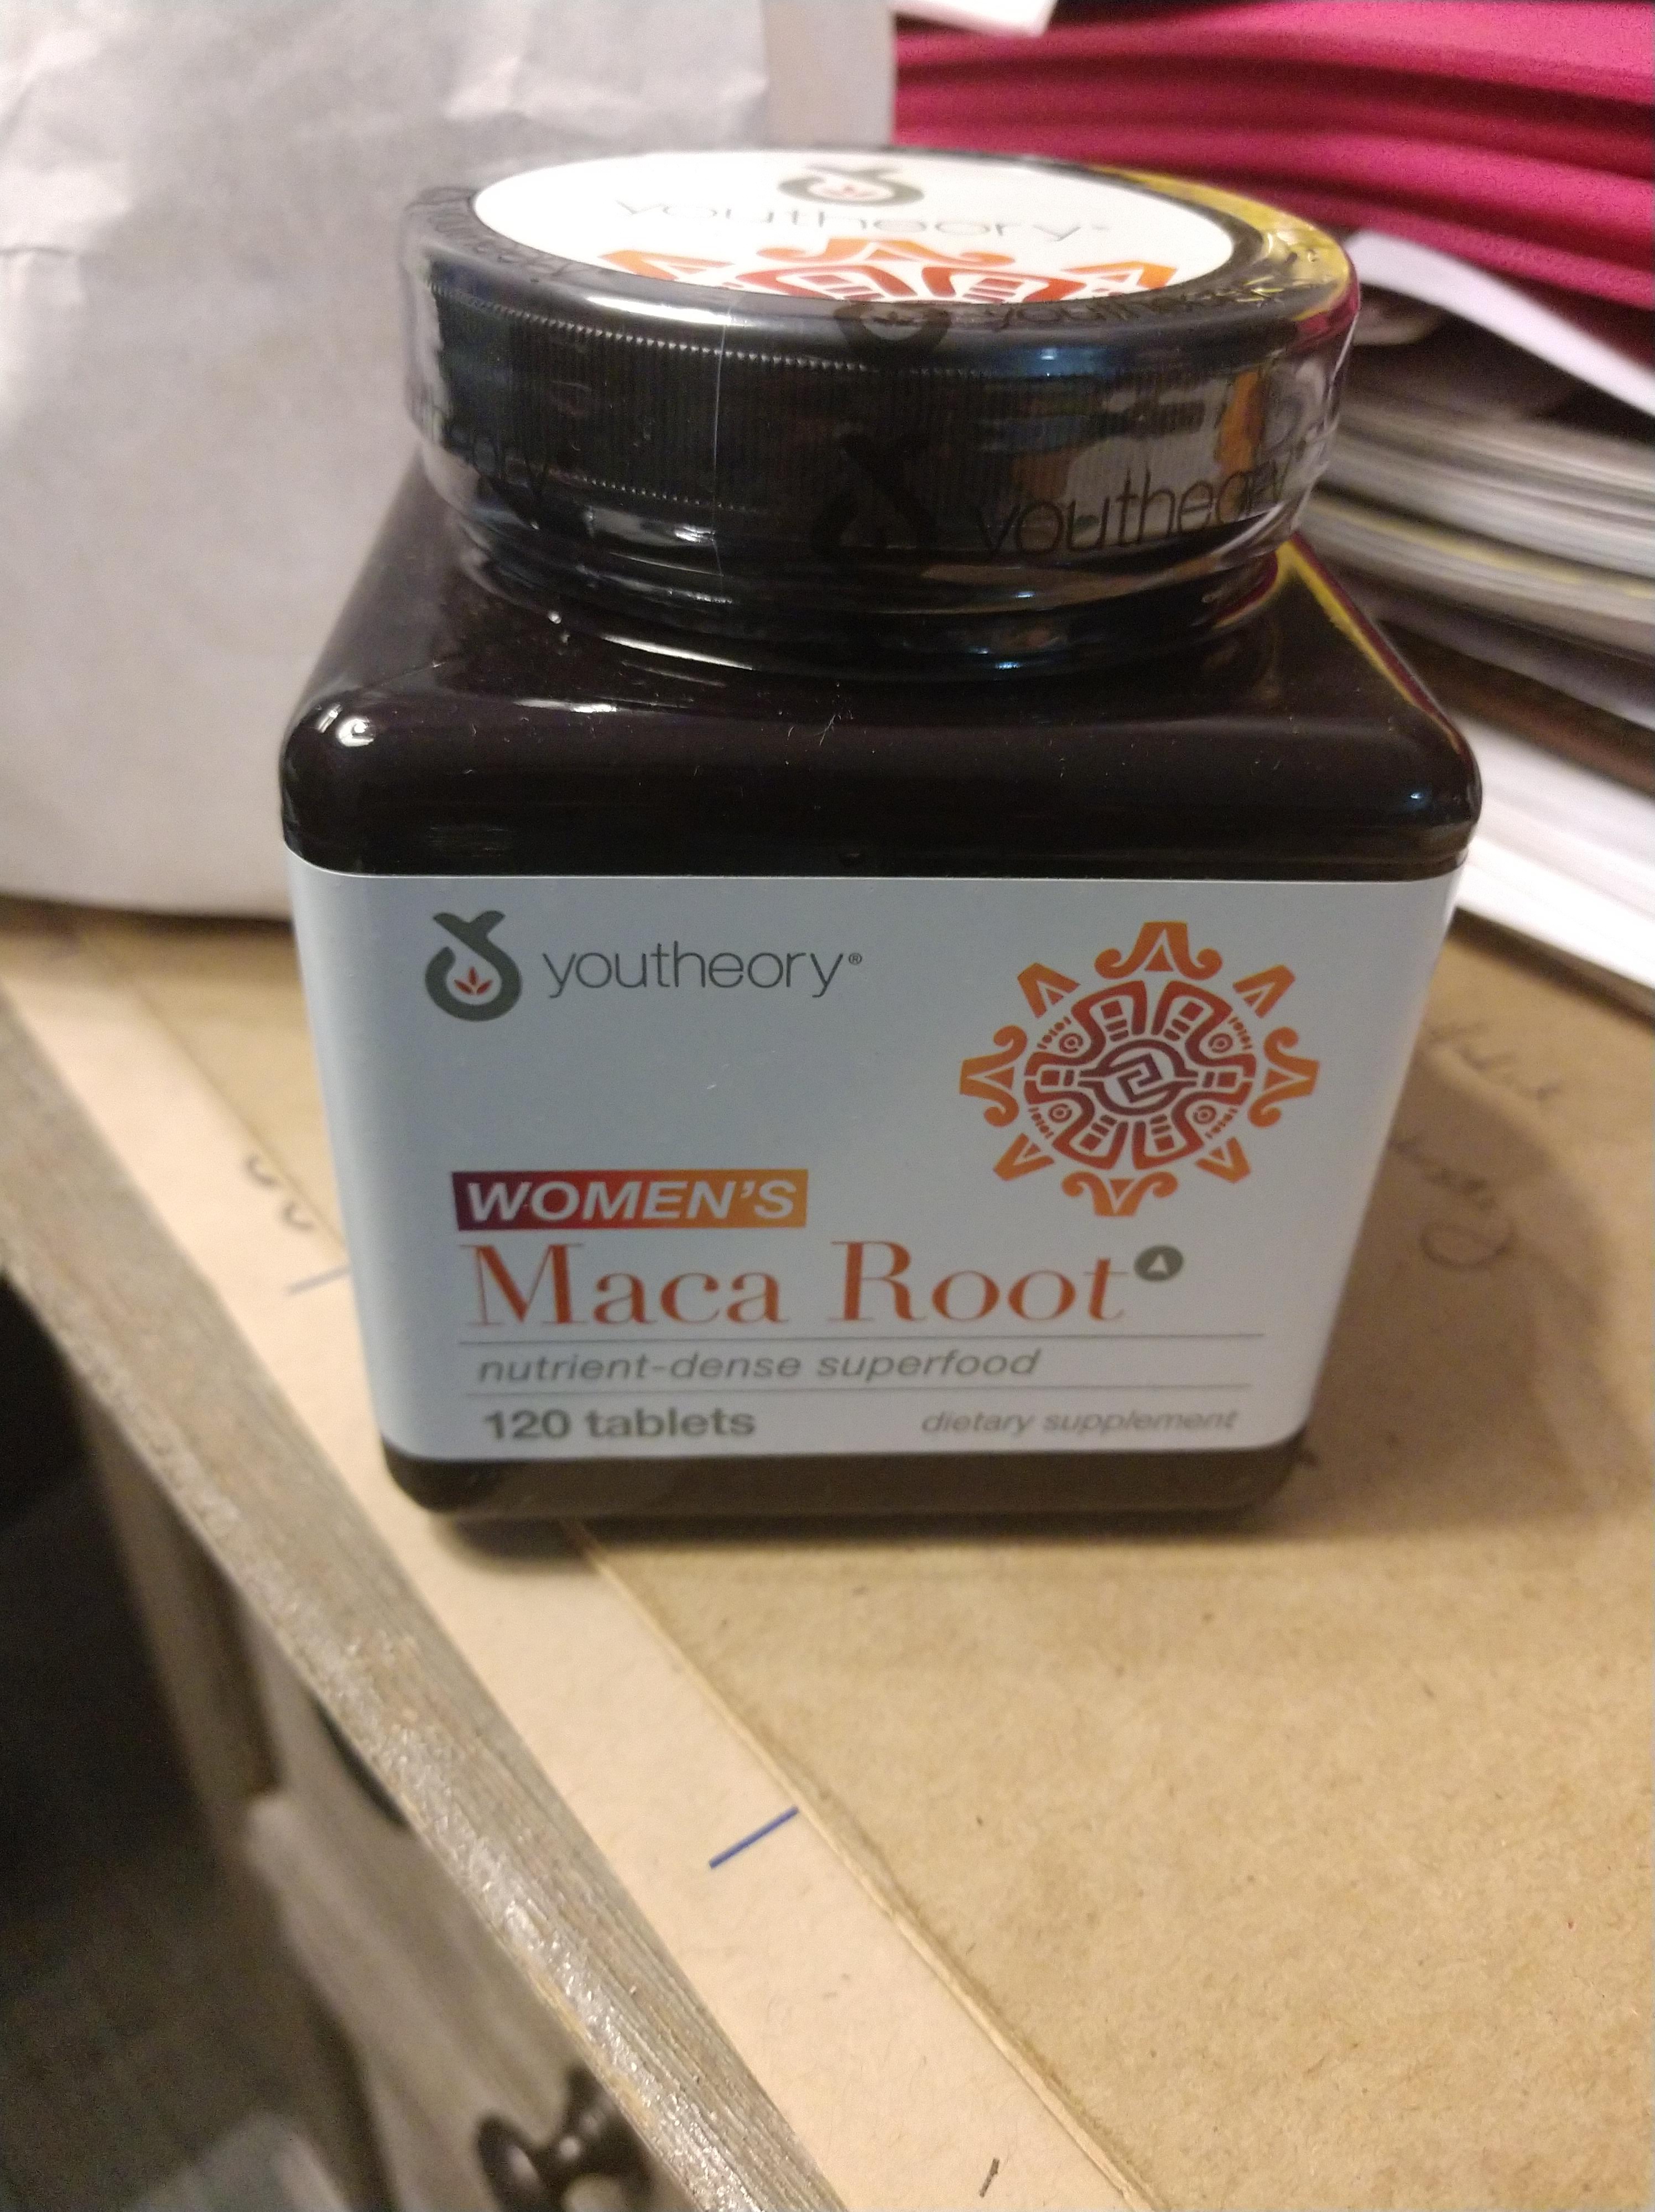 youtheory®
youtheory
youtheory
youtheory®
WOMEN'S
Maca Root
nutrient-dense superfood
120 tablets
dietary supplement